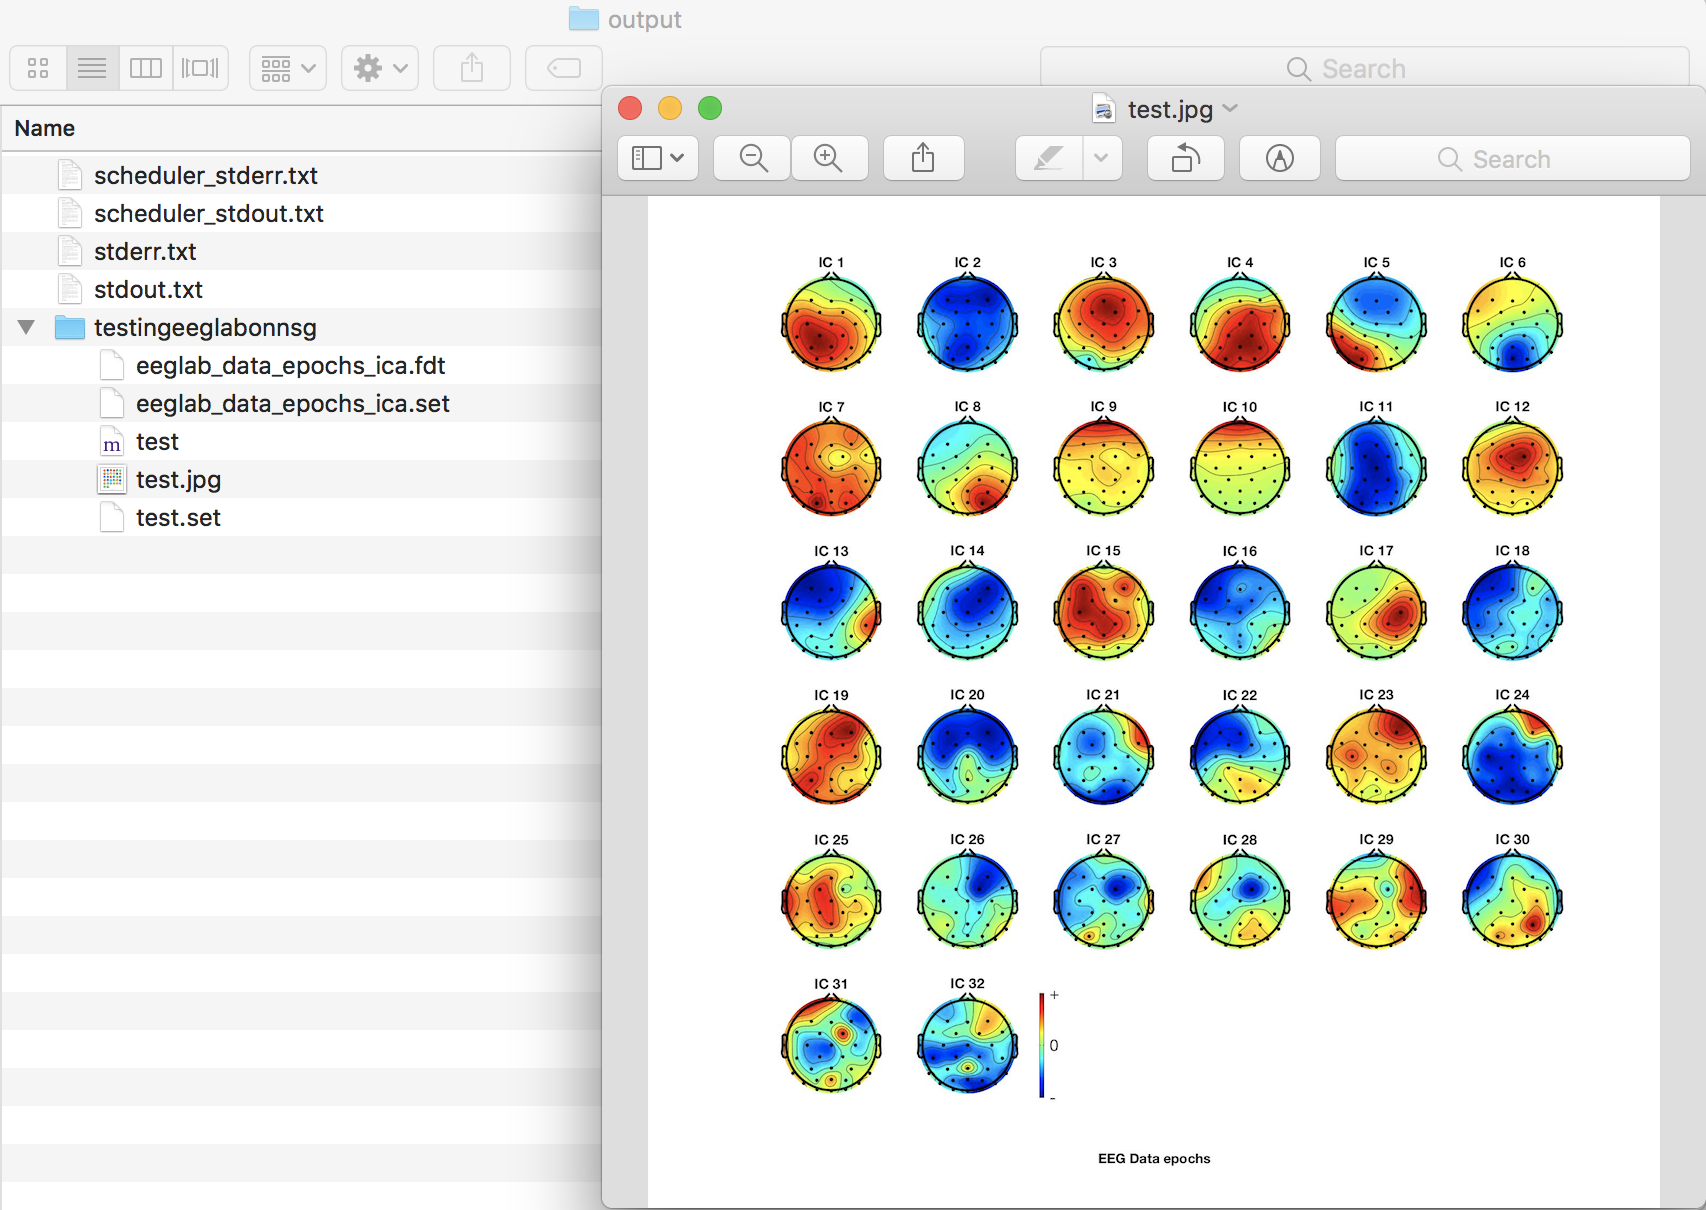 output
Search
Name
scheduler_stderr.txt
scheduler_stdout.txt
stderr.txt
stdout.txt
testingeeglabonnsg
eeglab_data_epochs_ica.fdt
eeglab_data_epochs_ica.set
m test
test.jpg
test.set
test.jpg
Search
IC 1 IC 2 IC 3 IC 4 IC 5 IC 6
IC 7 IC 8 IC 9 IC 10 IC 11 IC 12
IC 13 IC 14 IC 15 IC 16 IC 17 IC 18
IC 19 IC 20 IC 21 IC 22 IC 23 IC 24
IC 25 IC 26 IC 27 IC 28 IC 29 IC 30
IC 31 IC 32
+
0
-
EEG Data epochs